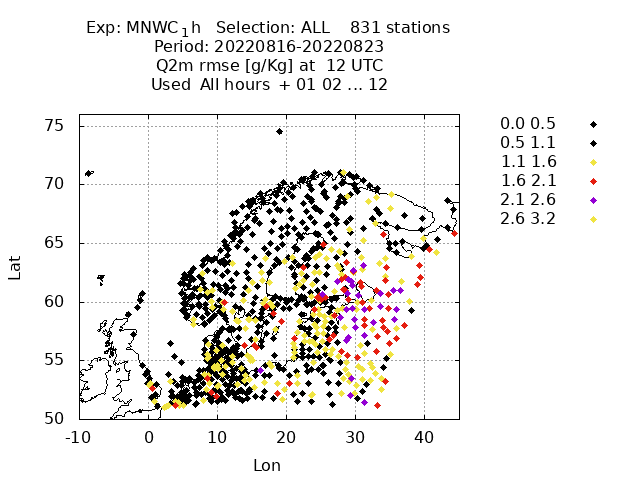 Exp: MNWC₁h Selection: ALL 831 stations
Period: 20220816-20220823
Q2m rmse [g/Kg] at 12 UTC
Used All hours + 01 02 ... 12
0.0 0.5
0.5 1.1
1.1 1.6
1.6 2.1
2.1 2.6
2.6 3.2
75
70
65
60
55
50
Lat
-10 0 10 20 30 40
Lon